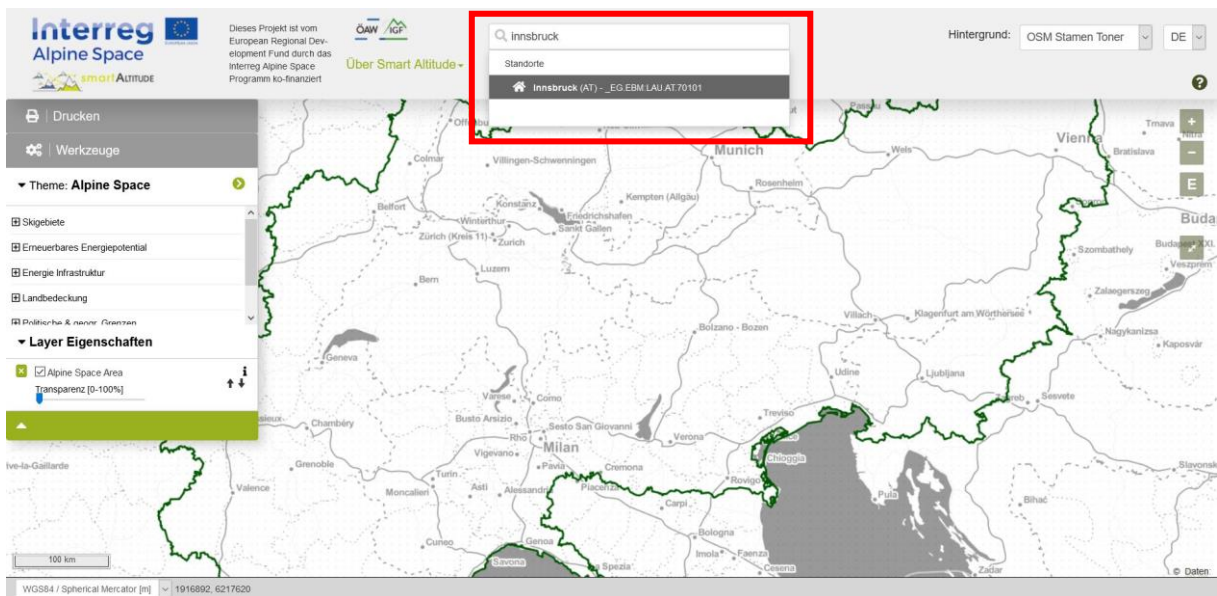 Interreg
Alpine Space
smartALTITUDE
Dieses Projekt ist vom
European Regional Dev-
elopment Fund durch das
Interreg Alpine Space
Programm ko-finanziert
ÖAW IGF
Über Smart Altitude
innsbruck
Standorte
Innsbruck (AT) - _EG.EBM:LAU.AT.70101
Hintergrund:
OSM Stamen Toner
DE
?
Drucken
Werkzeuge
Theme: Alpine Space
Skigebiete
Erneuerbares Energiepotential
Energie Infrastruktur
Landbedeckung
Politische & geogr. Grenzen
Layer Eigenschaften
Alpine Space Area
i
Transparenz [0-100%]
+
−
E
Passau
Trnava
Nitra
Vienna
Bratislava
Wels
Munich
Colmar
Villingen-Schwenningen
Rosenheim
Kempten (Allgäu)
Belfort
Konstanz
Friedrichshafen
Winterthur
Sankt Gallen
Zürich (Kreis 11)
Zurich
Szombathely
Veszprém
Luzern
Bern
Zalaegerszeg
Villach
Klagenfurt am Wörthersee
Bolzano - Bozen
Nagykanizsa
Kaposvár
Geneva
Udine
Ljubljana
Varese
Como
Sesvete
Treviso
Chambéry
Busto Arsizio
Sesto San Giovanni
Rho
Verona
Milan
Vigevano
Chioggia
Pavia
Cremona
Grenoble
Turin
Rovigo
Valence
Moncalieri
Asti
Piacenza
Pula
Carpi
Bihać
Bologna
Cuneo
Genoa
Imola
Faenza
Savona
Cesena
Zadar
100 km
© Daten:
WGS84 / Spherical Mercator [m]
1916892, 6217620